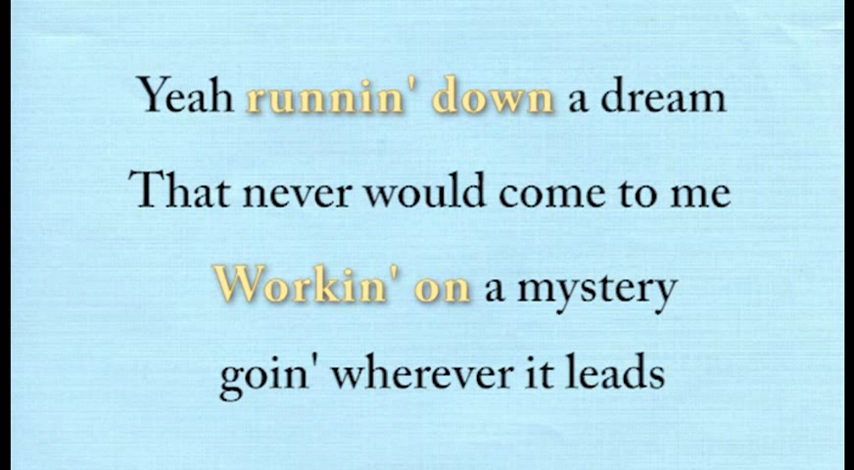 Yeah runnin' down a dream
That never would come to me
Workin' on a mystery
goin' wherever it leads